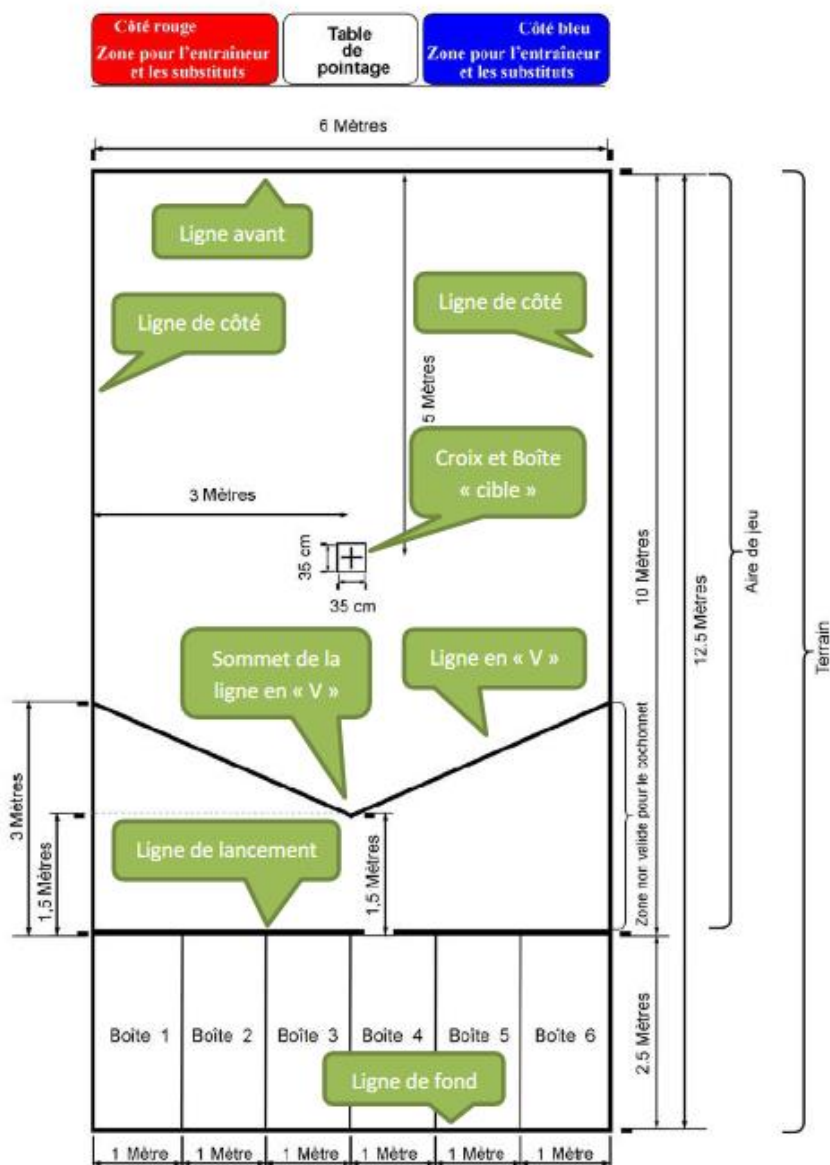 Côté rouge
Zone pour l'entraîneur
et les substituts
Table
de
pointage
Côté bleu
Zone pour l'entraîneur
et les substituts
6 Mètres
Ligne avant
Ligne de côté
Ligne de côté
5 Mètres
Croix et Boîte
« cible »
3 Mètres
35 cm
35 cm
10 Mètres
12.5 Mètres
Aire de jeu
Terrain
Sommet de la
ligne en « V »
Ligne en « V »
3 Mètres
1,5 Mètres
Ligne de lancement
1.5 Mètres
Zone non valide pour le cochonnet
Boîte 1
Boîte 2
Boîte 3
Boîte 4
Boîte 5
Boîte 6
2.5 Mètres
Ligne de fond
1 Mètre
1 Mètre
1 Mètre
1 Mètre
1 Mètre
1 Mètre